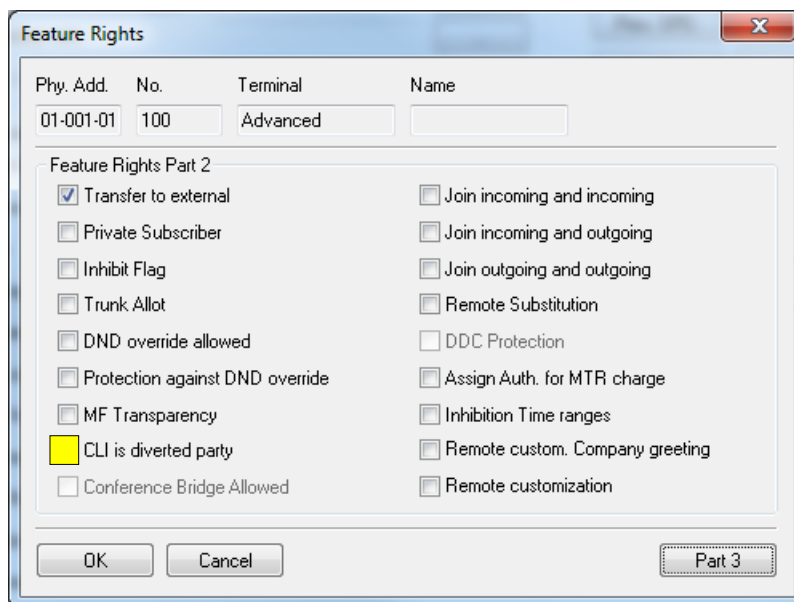 Feature Rights
Phy. Add. No. Terminal Name
01-001-01 100 Advanced
Feature Rights Part 2
Transfer to external
Private Subscriber
Inhibit Flag
Trunk Allot
DND override allowed
Protection against DND override
MF Transparency
CLI is diverted party
Conference Bridge Allowed
Join incoming and incoming
Join incoming and outgoing
Join outgoing and outgoing
Remote Substitution
DDC Protection
Assign Auth. for MTR charge
Inhibition Time ranges
Remote custom. Company greeting
Remote customization
OK Cancel Part 3